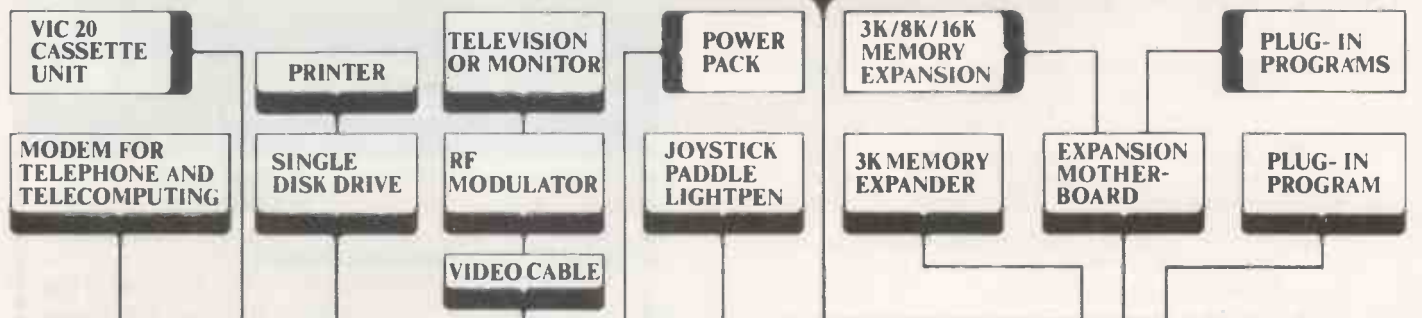 VIC 20
CASSETTE
UNIT
PRINTER
TELEVISION
OR MONITOR
POWER
PACK
3K/8K/16K
MEMORY
EXPANSION
PLUG-IN
PROGRAMS
MODEM FOR
TELEPHONE AND
TELECOMPUTING
SINGLE
DISK DRIVE
RF
MODULATOR
JOYSTICK
PADDLE
LIGHTPEN
3K MEMORY
EXPANDER
EXPANSION
MOTHER-
BOARD
PLUG-IN
PROGRAM
VIDEO CABLE